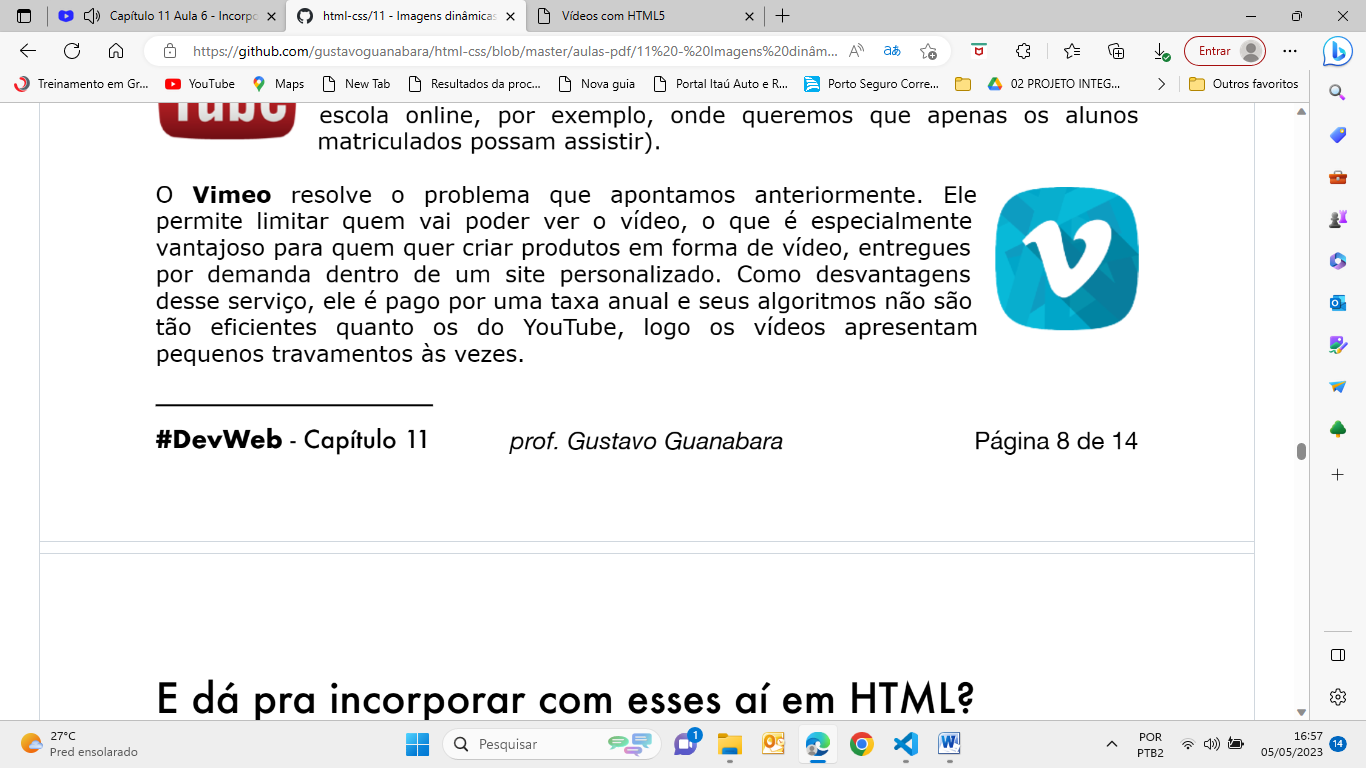 Capítulo 11 Aula 6 - Incorpo
html-css/11 - Imagens dinâmicas
Vídeos com HTML5
https://github.com/gustavoguanabara/html-css/blob/master/aulas-pdf/11%20-%20Imagens%20dinâm...
Entrar
Treinamento em Gr...
YouTube
Maps
New Tab
Resultados da proc...
Nova guia
Portal Itaú Auto e R...
Porto Seguro Corre...
02 PROJETO INTEG...
Outros favoritos
Tube
escola online, por exemplo, onde queremos que apenas os alunos
matriculados possam assistir).
O Vimeo resolve o problema que apontamos anteriormente. Ele
permite limitar quem vai poder ver o vídeo, o que é especialmente
vantajoso para quem quer criar produtos em forma de vídeo, entregues
por demanda dentro de um site personalizado. Como desvantagens
desse serviço, ele é pago por uma taxa anual e seus algoritmos não são
tão eficientes quanto os do YouTube, logo os vídeos apresentam
pequenos travamentos às vezes.
#DevWeb - Capítulo 11 prof. Gustavo Guanabara Página 8 de 14
E dá pra incorporar com esses aí em HTML?
27°C
Pred ensolarado
Pesquisar
1
POR
PTB2
16:57
05/05/2023
14